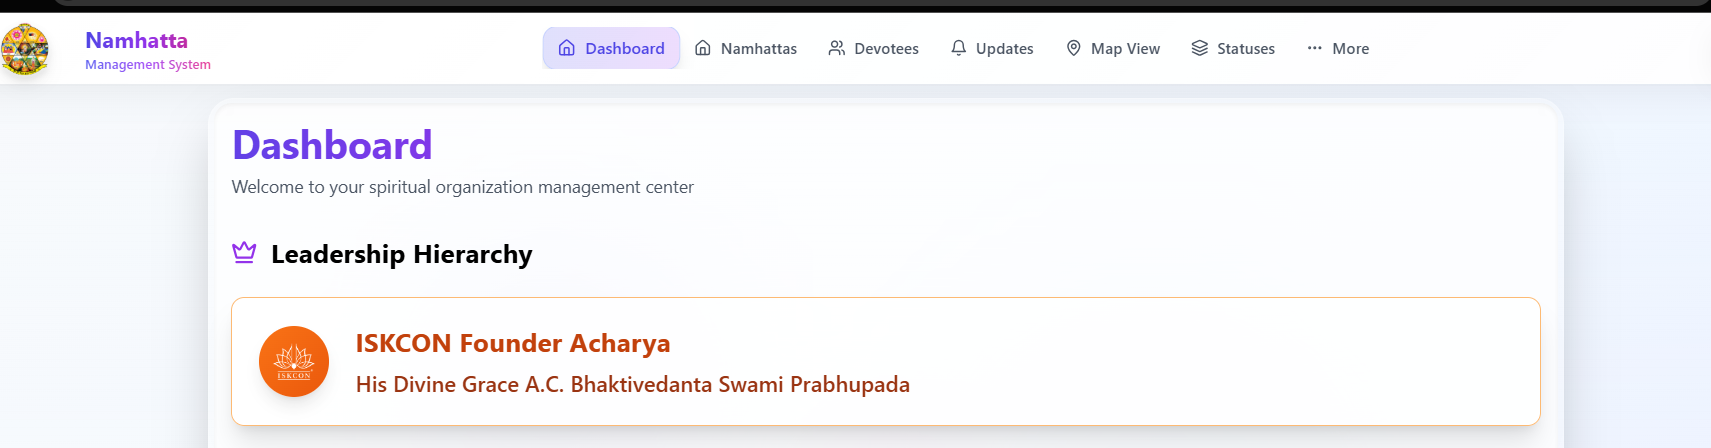 Namhatta
Management System
Dashboard
Namhattas
Devotees
Updates
Map View
Statuses
More
Dashboard
Welcome to your spiritual organization management center
Leadership Hierarchy
ISKCON
ISKCON Founder Acharya
His Divine Grace A.C. Bhaktivedanta Swami Prabhupada